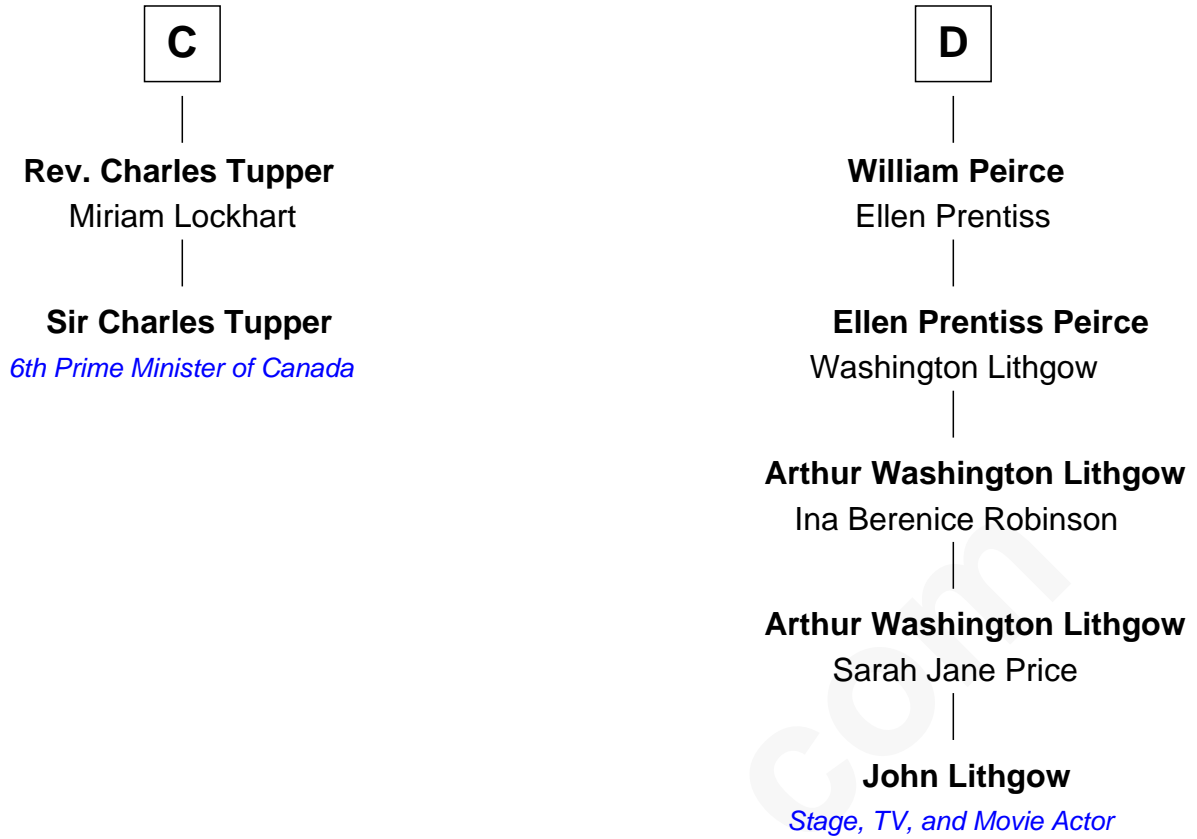 C
Rev. Charles Tupper
Miriam Lockhart
Sir Charles Tupper
6th Prime Minister of Canada
D
William Peirce
Ellen Prentiss
Ellen Prentiss Peirce
Washington Lithgow
Arthur Washington Lithgow
Ina Berenice Robinson
Arthur Washington Lithgow
Sarah Jane Price
John Lithgow
Stage, TV, and Movie Actor
com